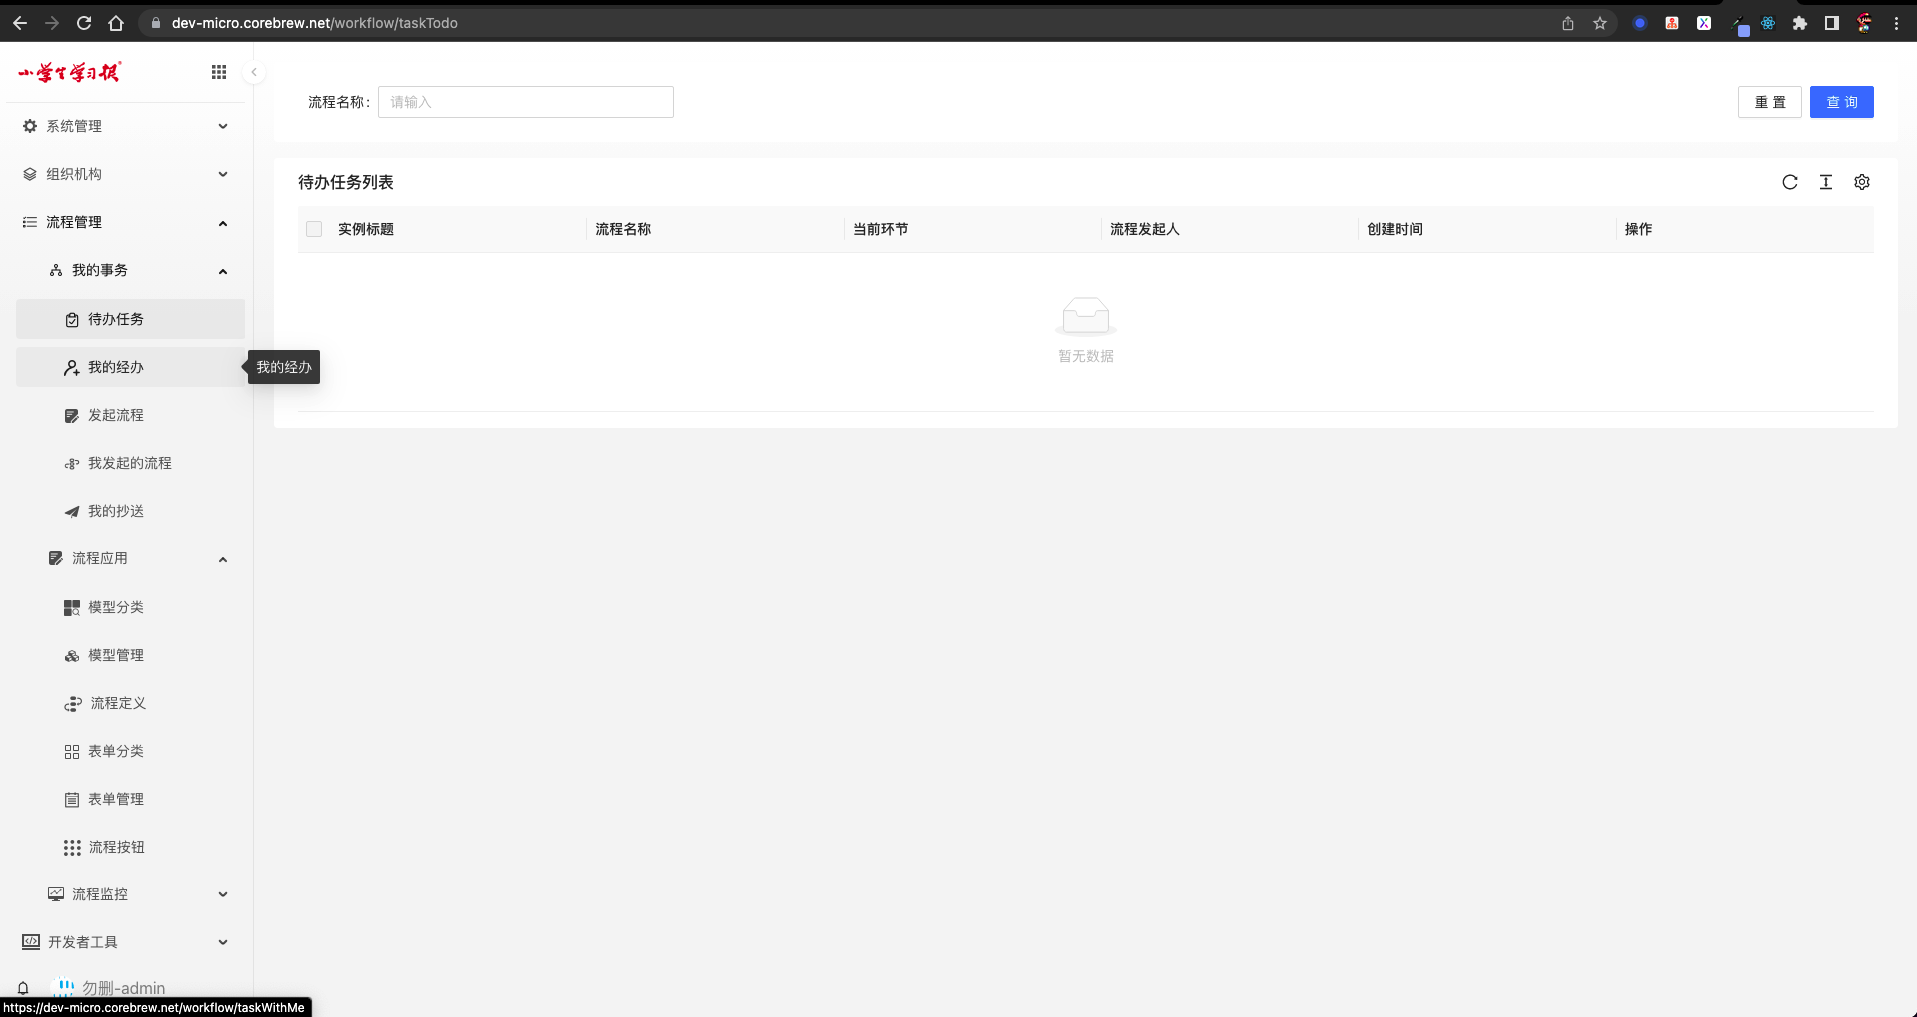 dev-micro.corebrew.net/workflow/taskTodo
小学生学习报
系统管理
组织机构
流程管理
我的事务
待办任务
我的经办
我的经办
发起流程
我发起的流程
我的抄送
流程应用
模型分类
模型管理
流程定义
表单分类
表单管理
流程按钮
流程监控
开发者工具
勿删-admin
https://dev-micro.corebrew.net/workflow/taskWithMe
流程名称: 请输入
重 置 查 询
待办任务列表
实例标题 流程名称 当前环节 流程发起人 创建时间 操作
暂无数据